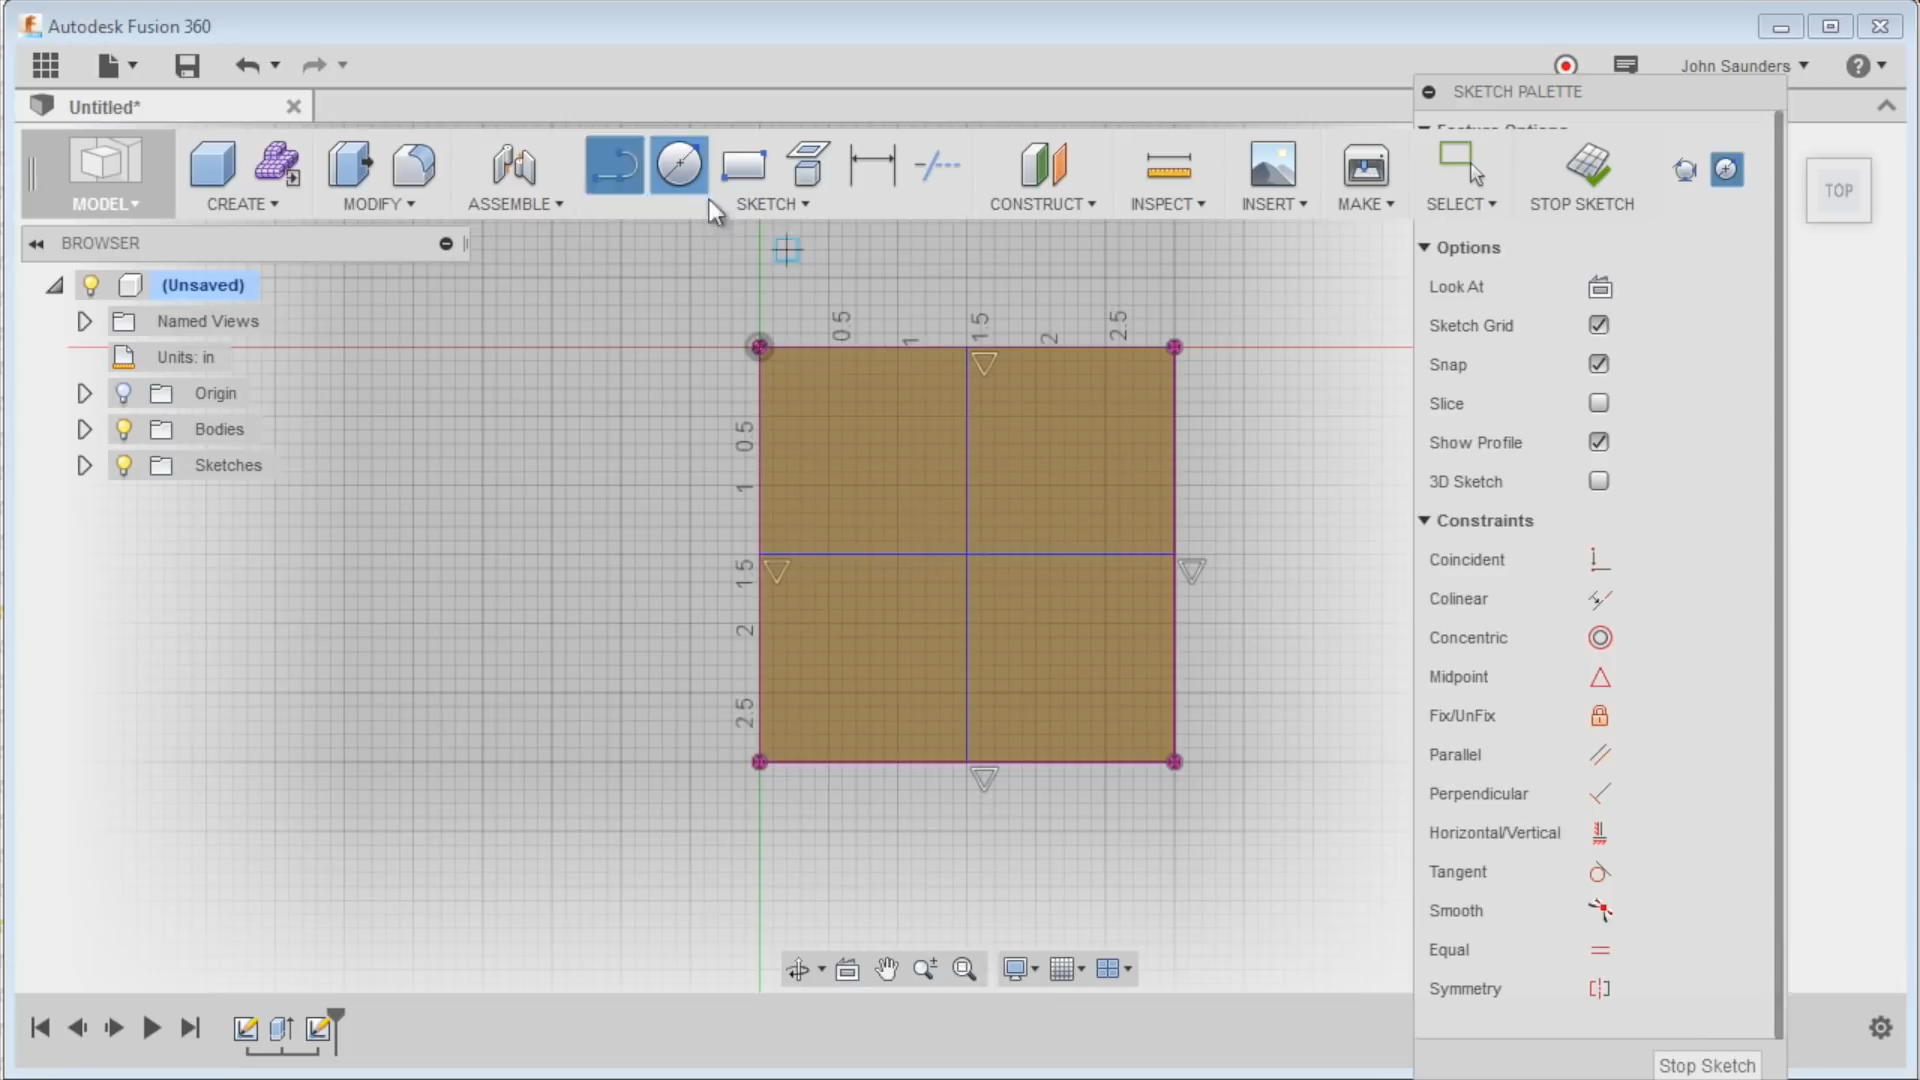 Autodesk Fusion 360
John Saunders
Untitled*
SKETCH PALETTE
Feature Options
MODEL
CREATE
MODIFY
ASSEMBLE
SKETCH
CONSTRUCT
INSPECT
INSERT
MAKE
SELECT
STOP SKETCH
TOP
BROWSER
(Unsaved)
Named Views
Units: in
Origin
Bodies
Sketches
0.5
1
1.5
2
2.5
0.5
1
1.5
2
2.5
Options
Look At
Sketch Grid
Snap
Slice
Show Profile
3D Sketch
Constraints
Coincident
Colinear
Concentric
Midpoint
Fix/UnFix
Parallel
Perpendicular
Horizontal/Vertical
Tangent
Smooth
Equal
Symmetry
Stop Sketch